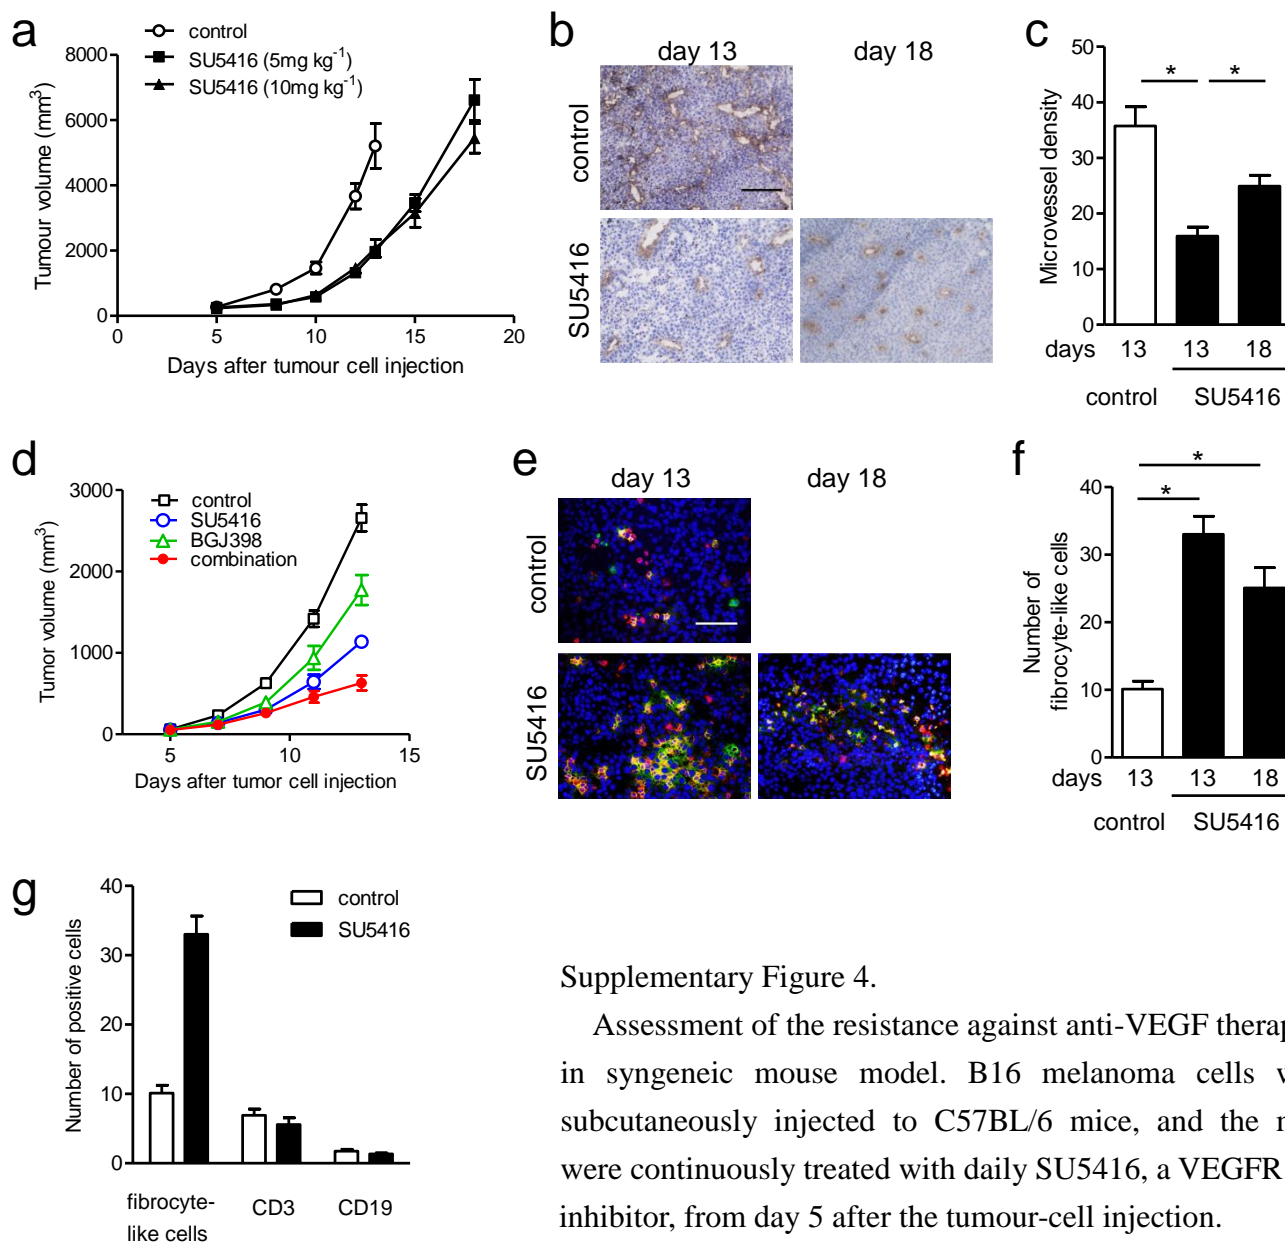 a
control
SU5416 (5mg kg⁻¹)
SU5416 (10mg kg⁻¹)
Tumour volume (mm³)
8000
6000
4000
2000
0
0 5 10 15 20
Days after tumour cell injection
b
day 13 day 18
control
SU5416
c
Microvessel density
50
40
30
20
10
0
* *
days 13 13 18
control SU5416
d
control
SU5416
BGJ398
combination
Tumor volume (mm³)
3000
2000
1000
0
5 10 15
Days after tumor cell injection
e
day 13 day 18
control
SU5416
f
Number of
fibrocyte-like cells
40
30
20
10
0
*
*
days 13 13 18
control SU5416
g
control
SU5416
Number of positive cells
40
30
20
10
0
fibrocyte-
like cells
CD3 CD19
Supplementary Figure 4.
Assessment of the resistance against anti-VEGF
in syngeneic mouse model. B16 melanoma cells
subcutaneously injected to C57BL/6 mice, and the
were continuously treated with daily SU5416, a VEGFR
inhibitor, from day 5 after the tumour-cell injection.